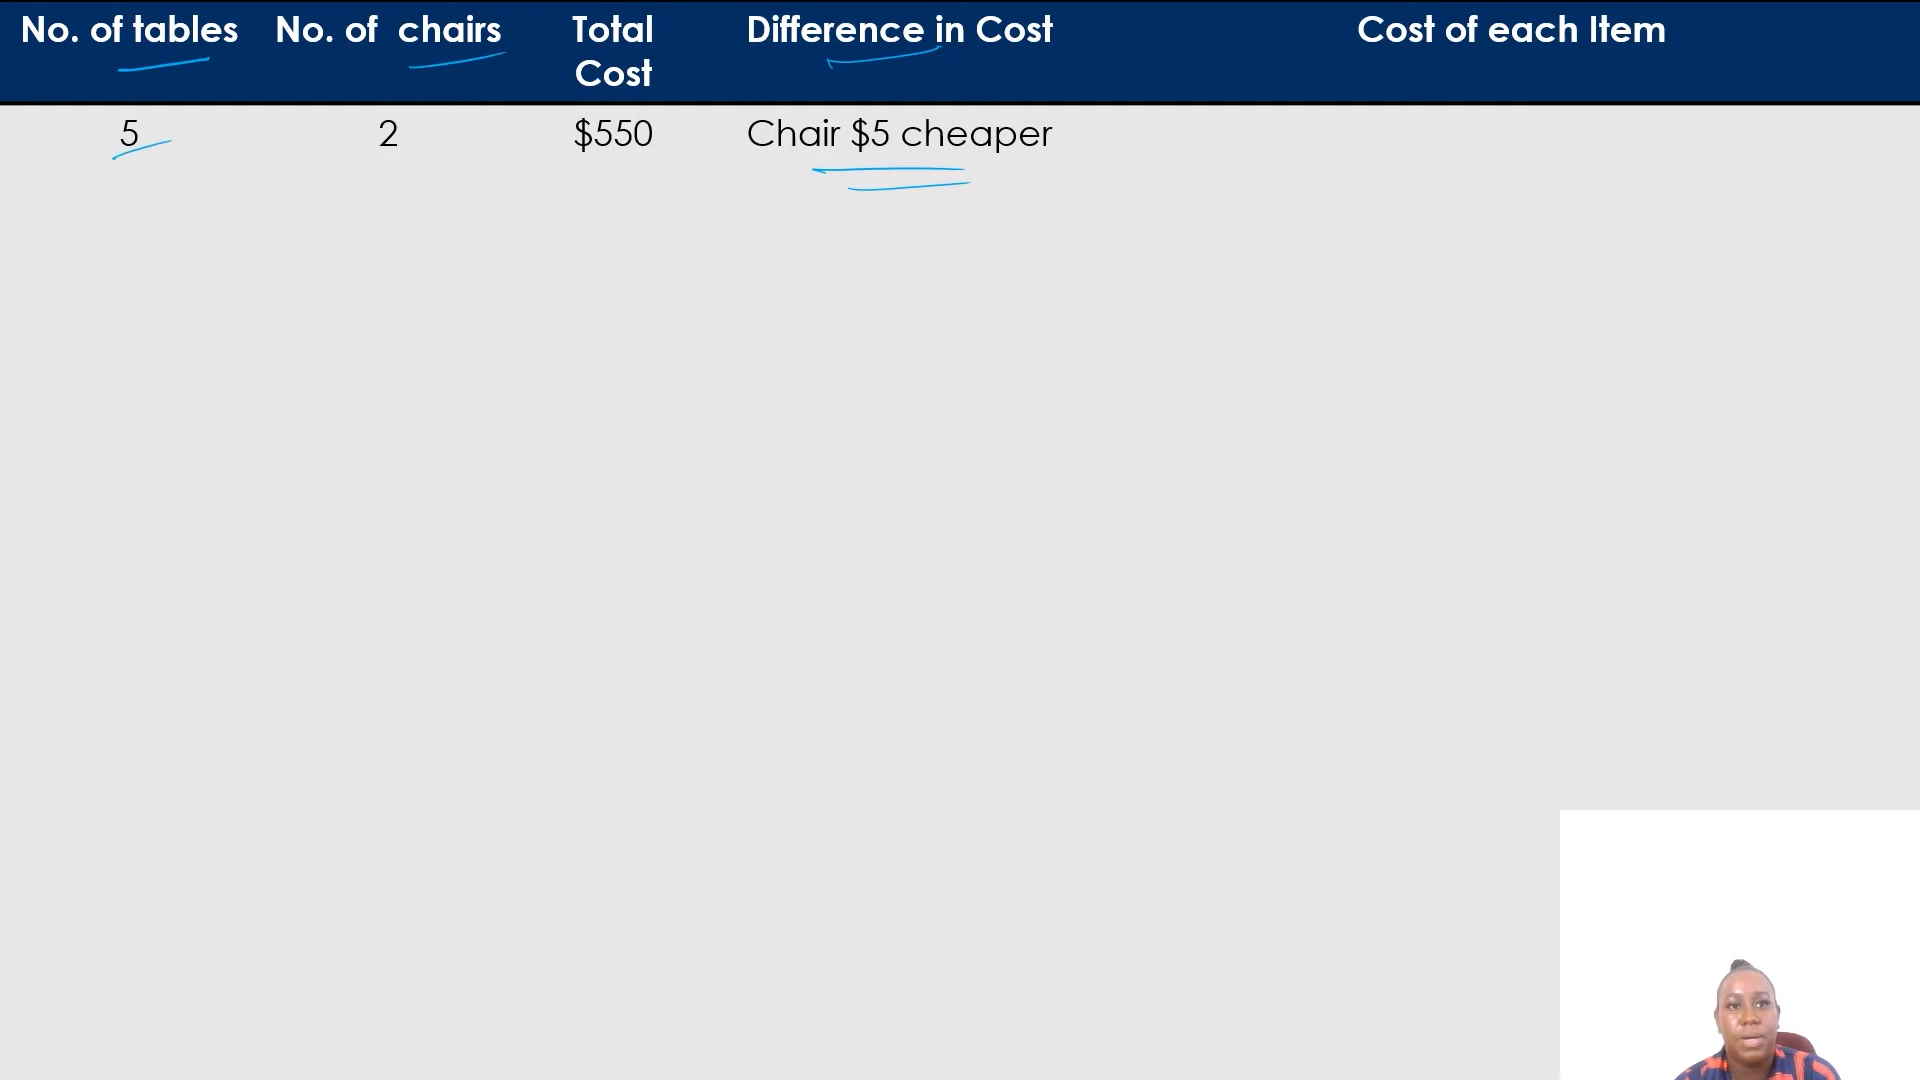 No. of tables No. of chairs Total Cost Difference in Cost Cost of each Item
5 2 $550 Chair $5 cheaper